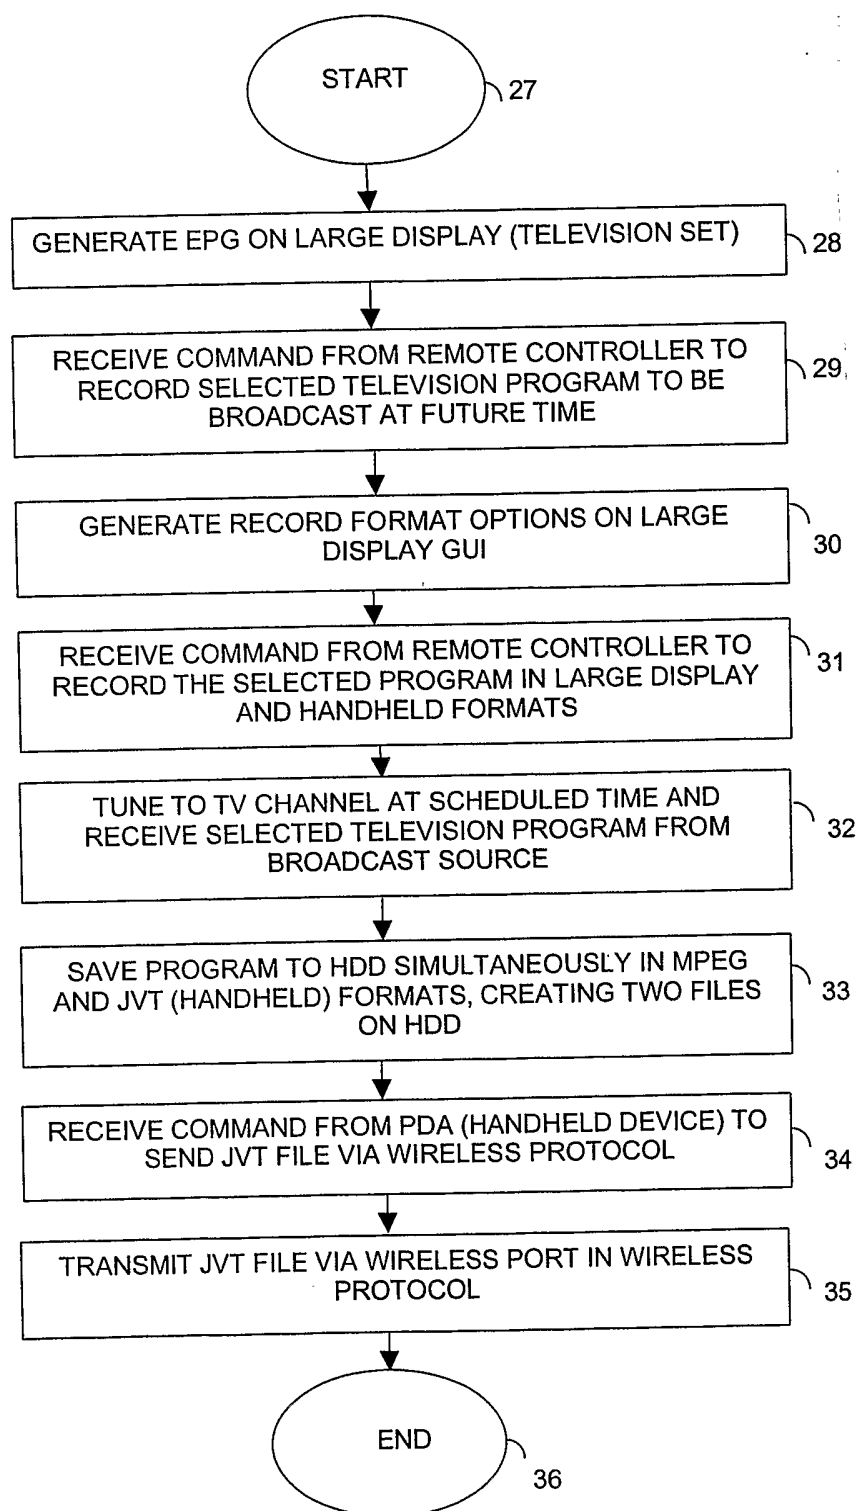 START
27
GENERATE EPG ON LARGE DISPLAY (TELEVISION SET)
28
RECEIVE COMMAND FROM REMOTE CONTROLLER TO
RECORD SELECTED TELEVISION PROGRAM TO BE
BROADCAST AT FUTURE TIME
29
GENERATE RECORD FORMAT OPTIONS ON LARGE
DISPLAY GUI
30
RECEIVE COMMAND FROM REMOTE CONTROLLER TO
RECORD THE SELECTED PROGRAM IN LARGE DISPLAY
AND HANDHELD FORMATS
31
TUNE TO TV CHANNEL AT SCHEDULED TIME AND
RECEIVE SELECTED TELEVISION PROGRAM FROM
BROADCAST SOURCE
32
SAVE PROGRAM TO HDD SIMULTANEOUSLY IN MPEG
AND JVT (HANDHELD) FORMATS, CREATING TWO FILES
ON HDD
33
RECEIVE COMMAND FROM PDA (HANDHELD DEVICE) TO
SEND JVT FILE VIA WIRELESS PROTOCOL
34
TRANSMIT JVT FILE VIA WIRELESS PORT IN WIRELESS
PROTOCOL
35
END
36